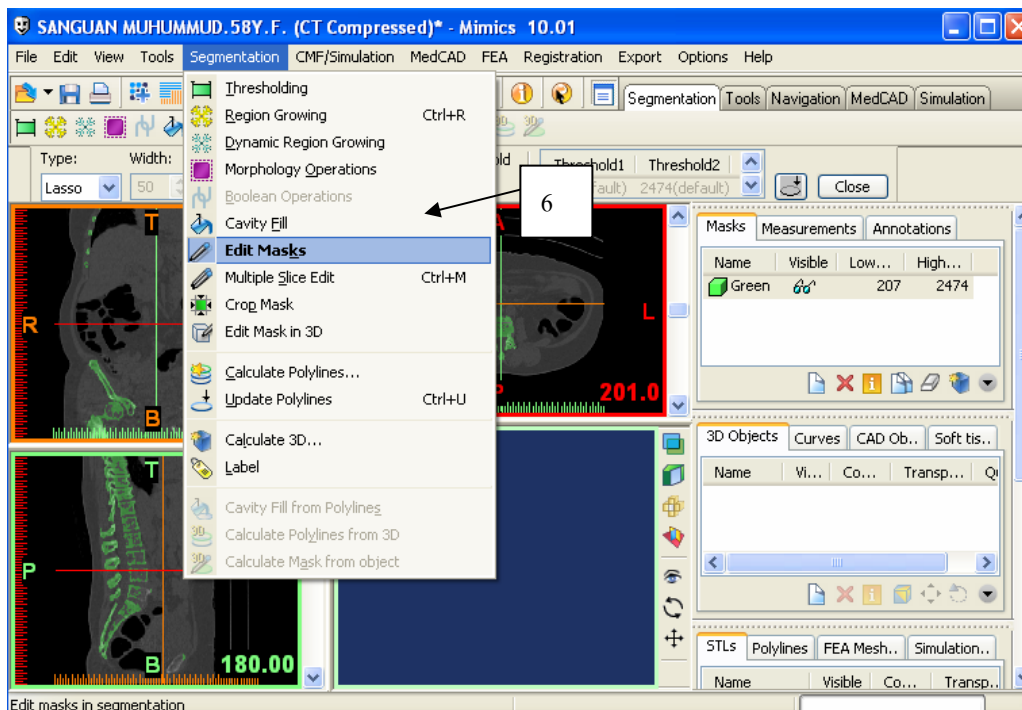 SANGUAN MUHUMMUD.58Y.F. (CT Compressed)* - Mimics 10.01
File Edit View Tools Segmentation CMF/Simulation MedCAD FEA Registration Export Options Help
Segmentation Tools Navigation MedCAD Simulation
Type: Width: Threshold1 Threshold2
Lasso 50 2474(default) Close
Thresholding
Region Growing Ctrl+R
Dynamic Region Growing
Morphology Operations
Boolean Operations
Cavity Fill
Edit Masks
Multiple Slice Edit Ctrl+M
Crop Mask
Edit Mask in 3D
Calculate Polylines...
Update Polylines Ctrl+U
Calculate 3D...
Label
Cavity Fill from Polylines
Calculate Polylines from 3D
Calculate Mask from object
6
T
R
B
L
201.0
T
P
B
180.00
Masks Measurements Annotations
Name Visible Low... High...
Green 207 2474
3D Objects Curves CAD Ob.. Soft tis..
Name Vi... Co... Transp...
STLs Polylines FEA Mesh.. Simulation..
Name Visible Co... Transp..
Edit masks in segmentation